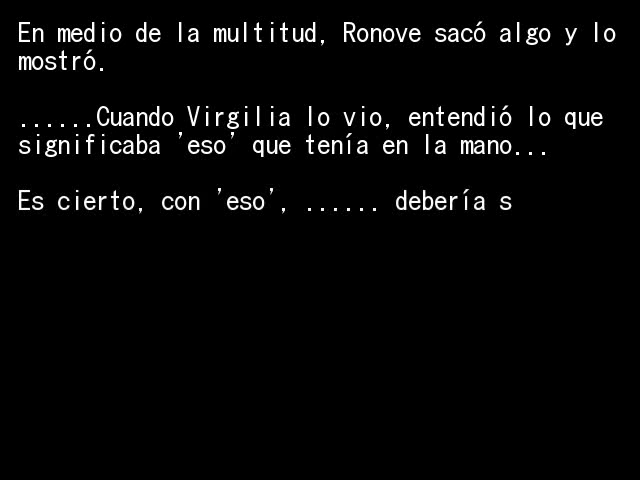 En medio de la multitud, Ronove sacó algo y lo
mostró.
......Cuando Virgilia lo vio, entendió lo que
significaba 'eso' que tenía en la mano...
Es cierto, con 'eso', ...... debería s